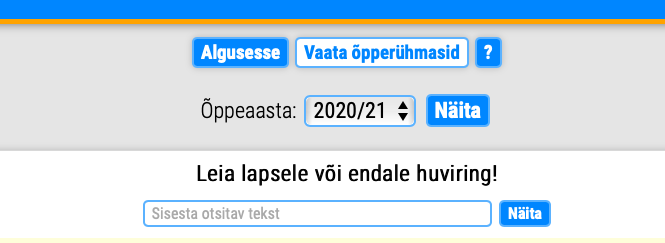 Algusesse Vaata õpperühmasid ?
Õppeaasta: 2020/21 Näita
Leia lapsele või endale huviring!
Sisesta otsitav tekst Näita